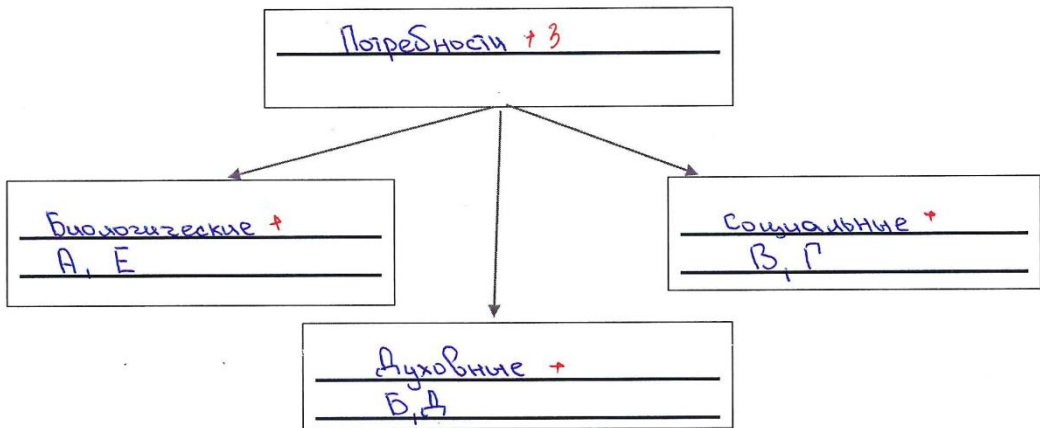 Потребности + 3
Биологические +
А, Е
Социальные +
В, Г
Духовные +
Б, Д